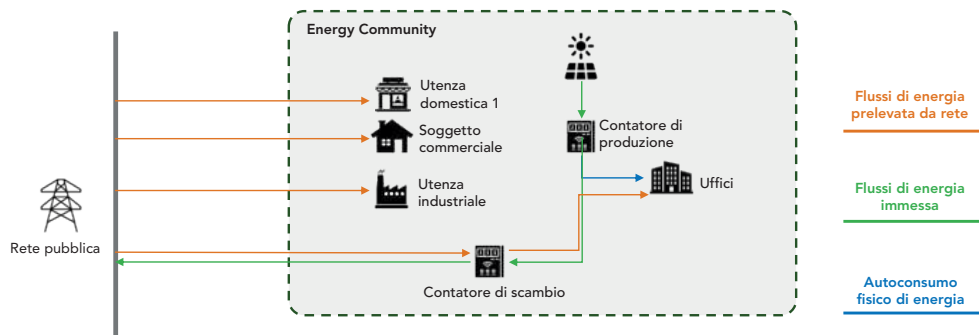 Energy Community
Utenza
domestica 1
Soggetto
commerciale
Utenza
industriale
Contatore di
produzione
Uffici
Rete pubblica
Contatore di scambio
Flussi di energia
prelevata da rete
Flussi di energia
immessa
Autoconsumo
fisico di energia